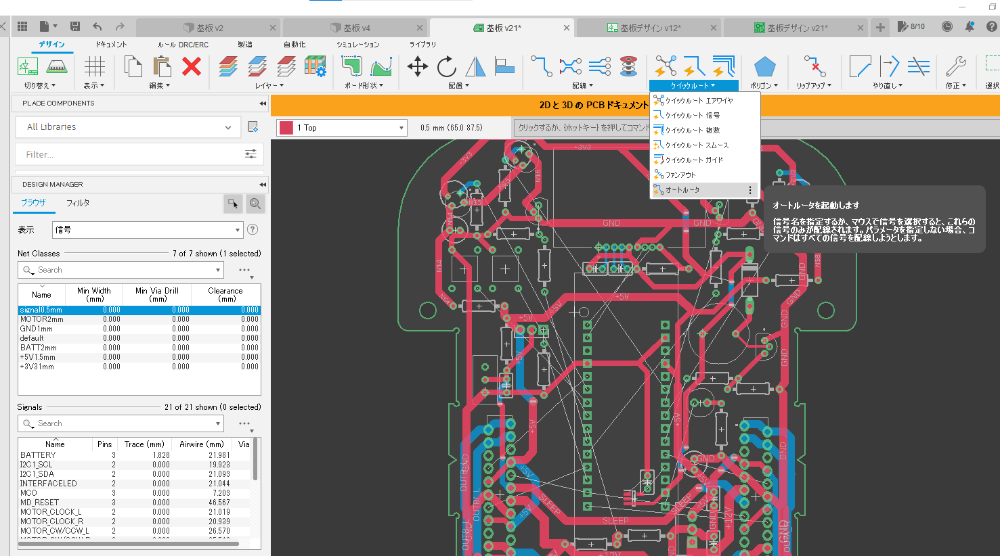 基板 v2
基板 v4
基板 v21*
基板デザイン v12*
基板デザイン v21*
8/10
デザイン
ドキュメント
ルール DRC/ERC
製造
自動化
シミュレーション
ライブラリ
切り替え▼
表示▼
編集▼
レイヤー▼
ボード形状▼
配置▼
配線▼
クイックルート▼
ポリゴン▼
リップアップ▼
やり直し▼
修正▼
選択
PLACE COMPONENTS
All Libraries
Filter...
DESIGN MANAGER
ブラウザ
フィルタ
表示
信号
Net Classes
7 of 7 shown (1 selected)
Search
Name Min Width (mm) Min Via Drill (mm) Clearance (mm)
signal0.5mm 0.000 0.000 0.000
MOTOR2mm 0.000 0.000 0.000
GND1mm 0.000 0.000 0.000
default 0.000 0.000 0.000
BATT2mm 0.000 0.000 0.000
+5V1.5mm 0.000 0.000 0.000
+3V31mm 0.000 0.000 0.000
Signals
21 of 21 shown (0 selected)
Search
Name Pins Trace (mm) Airwire (mm) Via
BATTERY 3 1.828 21.981
I2C1_SCL 2 0.000 19.923
I2C1_SDA 2 0.000 21.093
INTERFACELED 2 0.000 21.044
MCO 3 0.000 7.203
MD_RESET 3 0.000 46.567
MOTOR_CLOCK_L 2 0.000 21.019
MOTOR_CLOCK_R 2 0.000 20.939
MOTOR_CW/CCW_L 2 0.000 26.570
2D と 3D の PCB ドキュメント
1 Top
0.5 mm (65.0 87.5)
クリックするか、{ホットキー} を押してコマンド
クイックルート エアワイヤ
クイックルート 信号
クイックルート 複数
クイックルート スムース
クイックルート ガイド
ファンアウト
オートルータ
オートルータを起動します
信号名を指定するか、マウスで信号を選択すると、これらの
信号のみが配線されます。パラメータを指定しない場合、コ
マンドはすべての信号を配線しようとします。
+3V3
+3V3
N$6
N$5
N$4
GND
GND
+3V3
N$4
N$8
GND
GND
N$4
+5V
+5V
+5V
GND
GND
+5V
+5V
+5V
GND
GND
GND
OUTB_L
+5V
SLEEP
SLEEP
SLEEP
+5V
+12V
GND
GND
+12V
OUTA_R